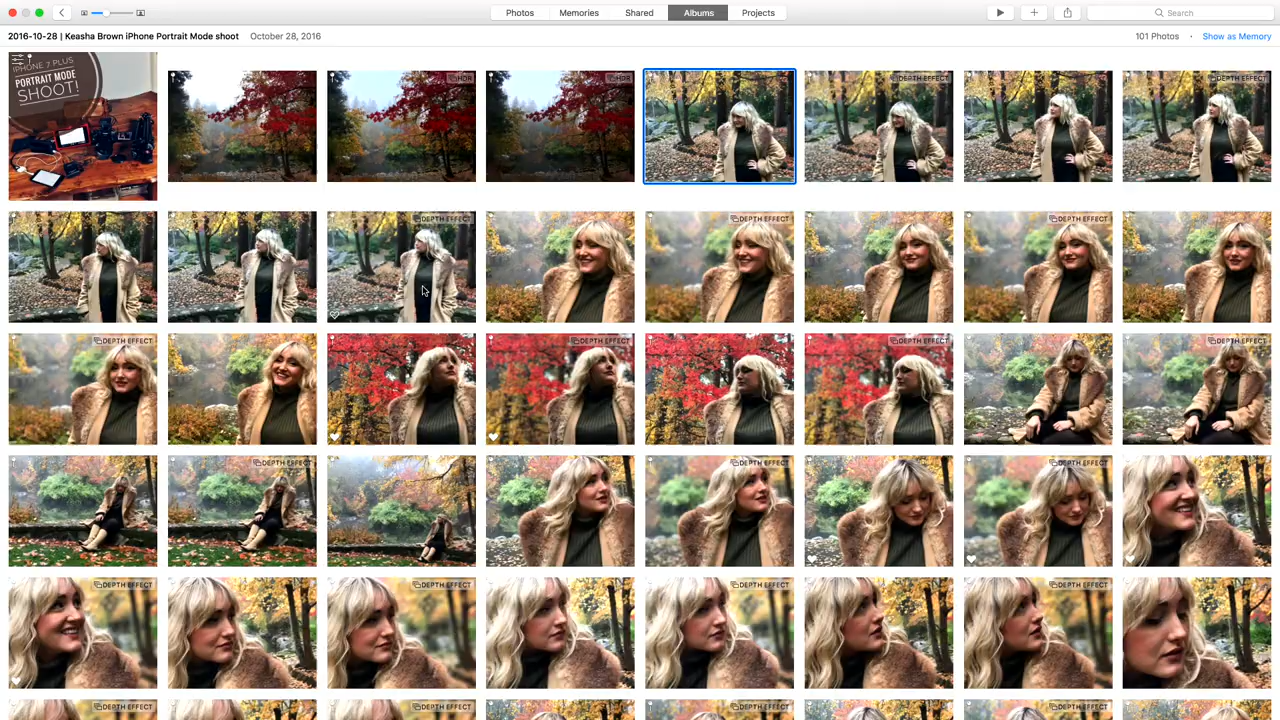 Photos Memories Shared Albums Projects Search
2016-10-28 | Keasha Brown iPhone Portrait Mode shoot October 28, 2016 101 Photos · Show as Memory
IPHONE 7 PLUS
PORTRAIT MODE
SHOOT!
HDR HDR DEPTH EFFECT DEPTH EFFECT DEPTH EFFECT
DEPTH EFFECT DEPTH EFFECT DEPTH EFFECT DEPTH EFFECT
DEPTH EFFECT DEPTH EFFECT DEPTH EFFECT DEPTH EFFECT
DEPTH EFFECT DEPTH EFFECT DEPTH EFFECT
DEPTH EFFECT DEPTH EFFECT DEPTH EFFECT DEPTH EFFECT
DEPTH EFFECT DEPTH EFFECT DEPTH EFFECT DEPTH EFFECT